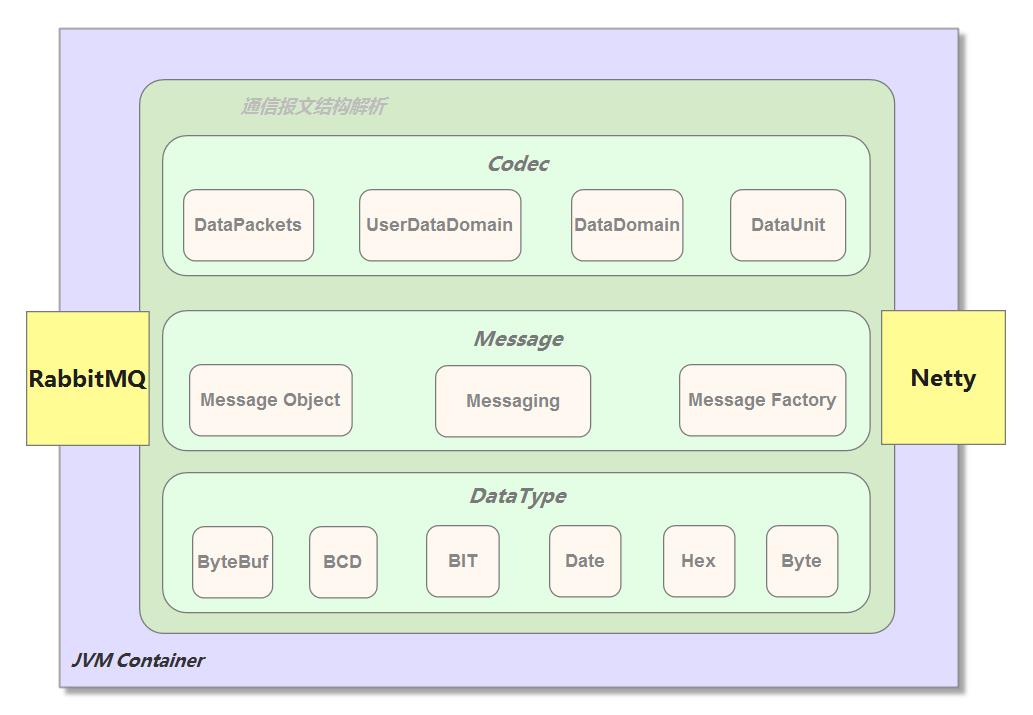 通信报文结构解析
Codec
DataPackets
UserDataDomain
DataDomain
DataUnit
RabbitMQ
Message
Message Object
Messaging
Message Factory
Netty
DataType
ByteBuf
BCD
BIT
Date
Hex
Byte
JVM Container